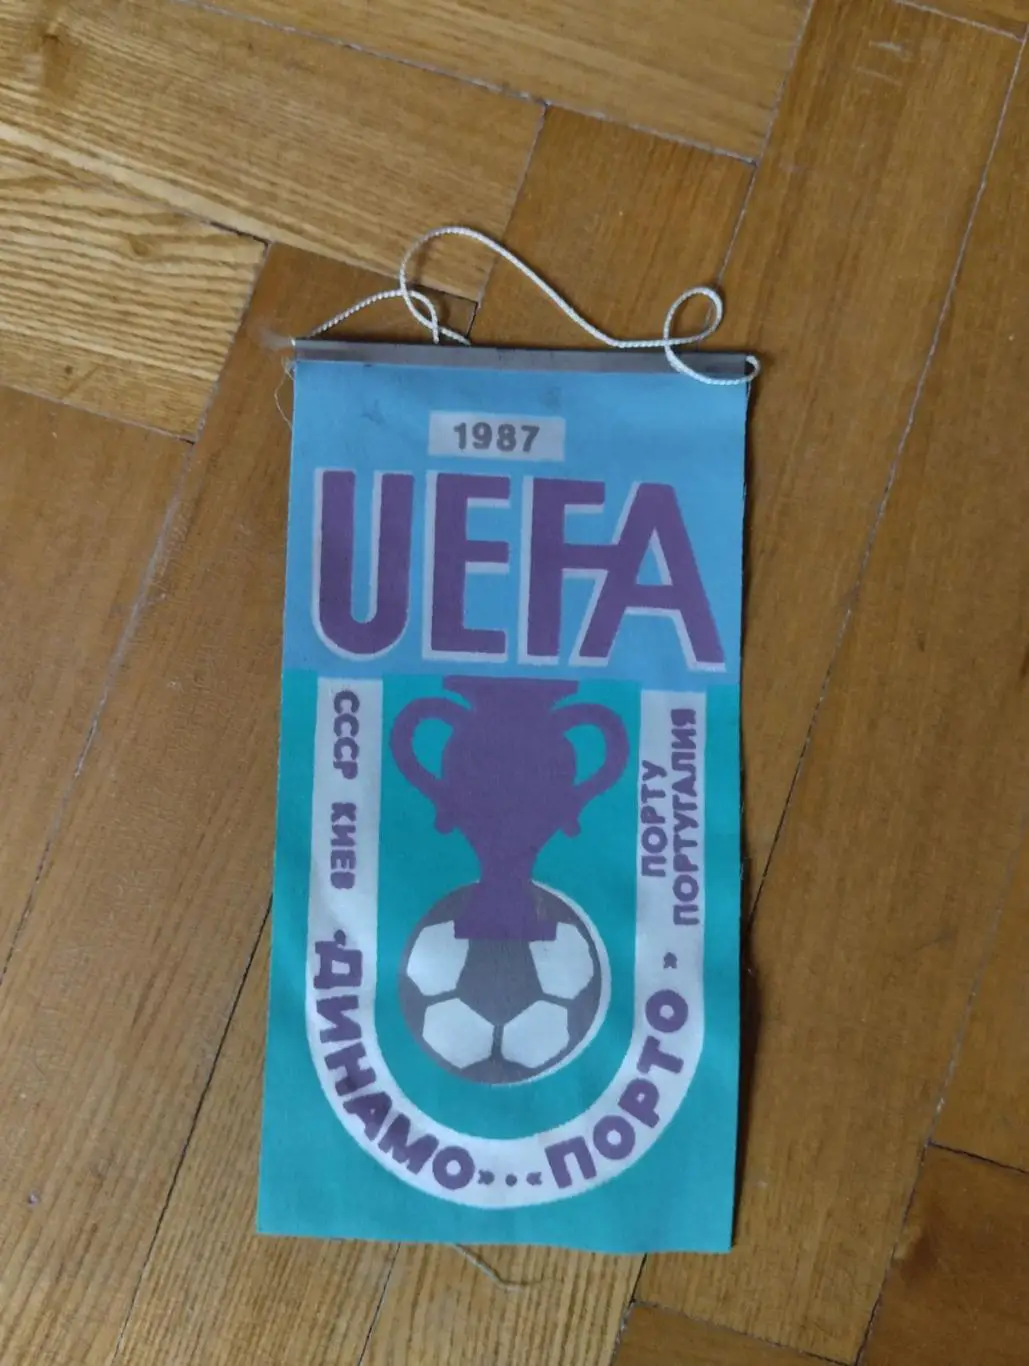 1987
UEFA
СССР КИЕВ «ДИНАМО» · «ПОРТО»
ПОРТУ
ПОРТУГАЛИЯ